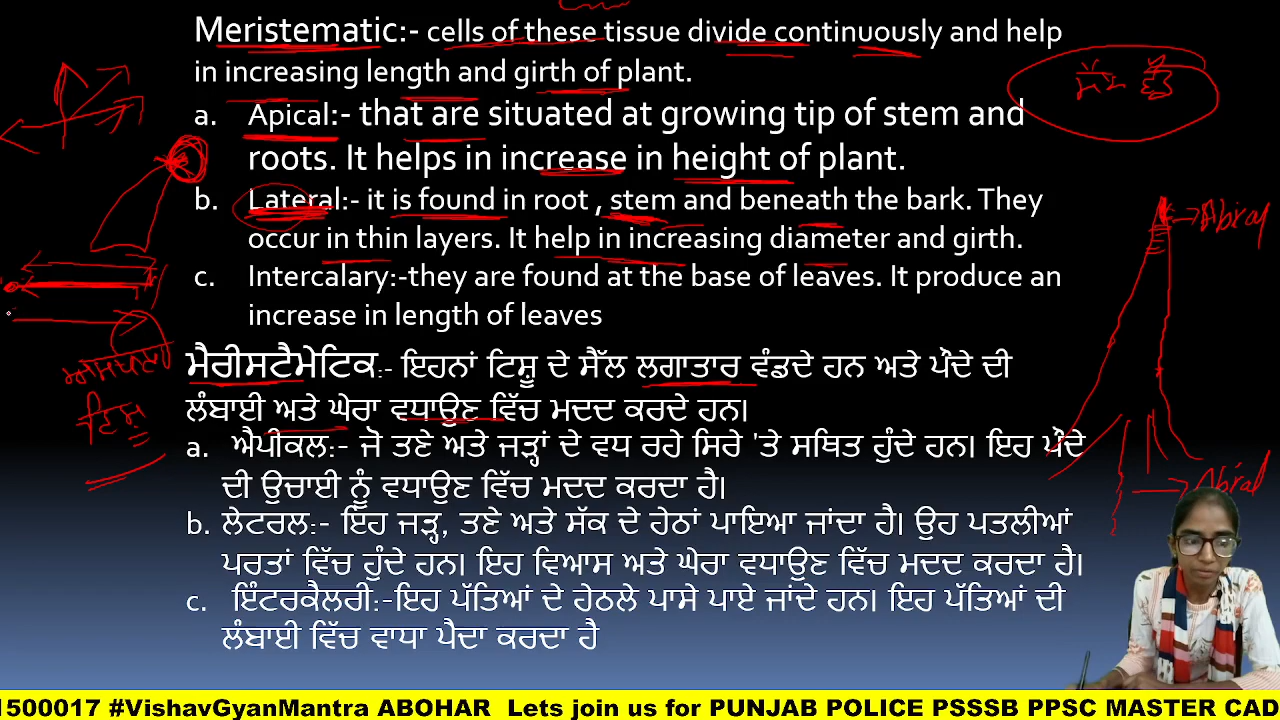 Meristematic:- cells of these tissue divide continuously and help
in increasing length and girth of plant.
a. Apical:- that are situated at growing tip of stem and
roots. It helps in increase in height of plant.
b. Lateral:- it is found in root , stem and beneath the bark. They
occur in thin layers. It help in increasing diameter and girth.
c. Intercalary:-they are found at the base of leaves. It produce an
increase in length of leaves
ਮੈਰੀਸਟੈਮੇਟਿਕ:- ਇਹਨਾਂ ਟਿਸ਼ੂ ਦੇ ਸੈੱਲ ਲਗਾਤਾਰ ਵੰਡਦੇ ਹਨ ਅਤੇ ਪੌਦੇ ਦੀ
ਲੰਬਾਈ ਅਤੇ ਘੇਰਾ ਵਧਾਉਣ ਵਿੱਚ ਮਦਦ ਕਰਦੇ ਹਨ।
a. ਐਪੀਕਲ:- ਜੋ ਤਣੇ ਅਤੇ ਜੜ੍ਹਾਂ ਦੇ ਵਧ ਰਹੇ ਸਿਰੇ 'ਤੇ ਸਥਿਤ ਹੁੰਦੇ ਹਨ। ਇਹ ਪੌਦੇ
ਦੀ ਉਚਾਈ ਨੂੰ ਵਧਾਉਣ ਵਿੱਚ ਮਦਦ ਕਰਦਾ ਹੈ।
b. ਲੇਟਰਲ:- ਇਹ ਜੜ੍ਹ, ਤਣੇ ਅਤੇ ਸੱਕ ਦੇ ਹੇਠਾਂ ਪਾਇਆ ਜਾਂਦਾ ਹੈ। ਉਹ ਪਤਲੀਆਂ
ਪਰਤਾਂ ਵਿੱਚ ਹੁੰਦੇ ਹਨ। ਇਹ ਵਿਆਸ ਅਤੇ ਘੇਰਾ ਵਧਾਉਣ ਵਿੱਚ ਮਦਦ ਕਰਦਾ ਹੈ।
c. ਇੰਟਰਕੈਲਰੀ:-ਇਹ ਪੱਤਿਆਂ ਦੇ ਹੇਠਲੇ ਪਾਸੇ ਪਾਏ ਜਾਂਦੇ ਹਨ। ਇਹ ਪੱਤਿਆਂ ਦੀ
ਲੰਬਾਈ ਵਿੱਚ ਵਾਧਾ ਪੈਦਾ ਕਰਦਾ ਹੈ
Abiral
Abiral
ਟਿਸ਼ੂ
1500017 #VishavGyanMantra ABOHAR Lets join us for PUNJAB POLICE PSSSB PPSC MASTER CAD